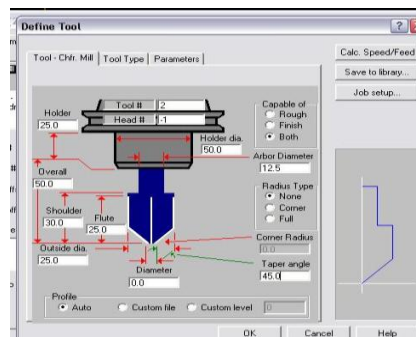 Define Tool
Tool - Chfr. Mill
Tool Type
Parameters
Calc. Speed/Feed
Save to library...
Job setup...
Tool # 2
Head # -1
Holder
25.0
Holder dia.
50.0
Capable of
Rough
Finish
Both
Overall
50.0
Arbor Diameter
12.5
Shoulder
30.0
Flute
25.0
Radius Type
None
Corner
Full
Outside dia.
25.0
Corner Radius
0.0
Diameter
0.0
Taper angle
45.0
Profile
Auto
Custom file
Custom level
0
OK
Cancel
Help